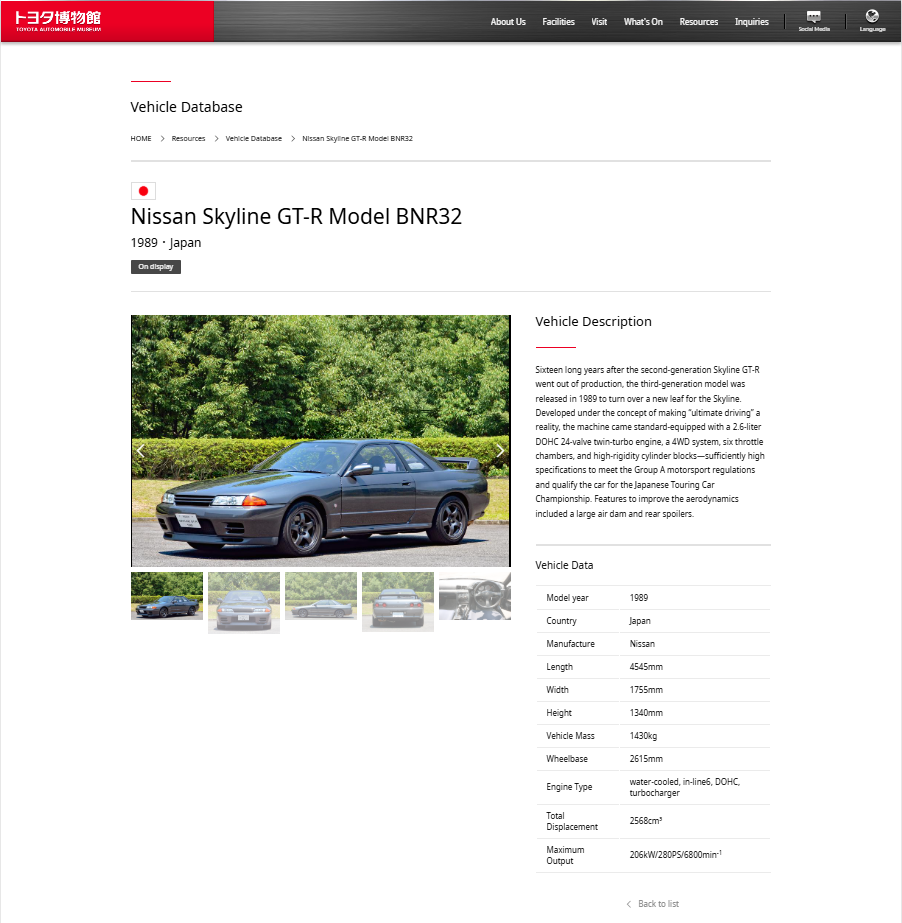 トヨタ博物館
TOYOTA AUTOMOBILE MUSEUM
About Us Facilities Visit What's On Resources Inquiries
Social Media
Language
Vehicle Database
HOME > Resources > Vehicle Database > Nissan Skyline GT-R Model BNR32
Nissan Skyline GT-R Model BNR32
1989・Japan
On display
Vehicle Description
Sixteen long years after the second-generation Skyline GT-R
went out of production, the third-generation model was
released in 1989 to turn over a new leaf for the Skyline.
Developed under the concept of making “ultimate driving” a
reality, the machine came standard-equipped with a 2.6-liter
DOHC 24-valve twin-turbo engine, a 4WD system, six throttle
chambers, and high-rigidity cylinder blocks—sufficiently high
specifications to meet the Group A motorsport regulations
and qualify the car for the Japanese Touring Car
Championship. Features to improve the aerodynamics
included a large air dam and rear spoilers.
Vehicle Data
Model year 1989
Country Japan
Manufacture Nissan
Length 4545mm
Width 1755mm
Height 1340mm
Vehicle Mass 1430kg
Wheelbase 2615mm
Engine Type water-cooled, in-line6, DOHC,
turbocharger
Total
Displacement 2568cm³
Maximum
Output 206kW/280PS/6800min⁻¹
< Back to list